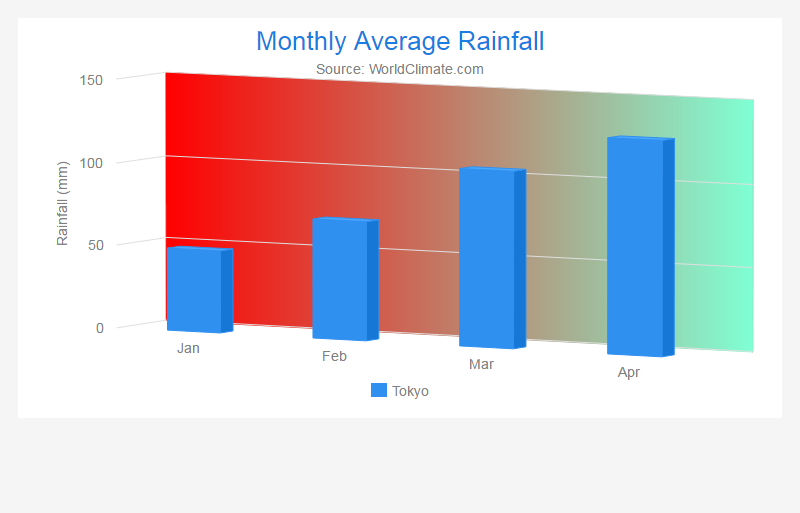 Monthly Average Rainfall
Source: WorldClimate.com
Rainfall (mm)
150
100
50
0
Jan
Feb
Mar
Apr
Tokyo